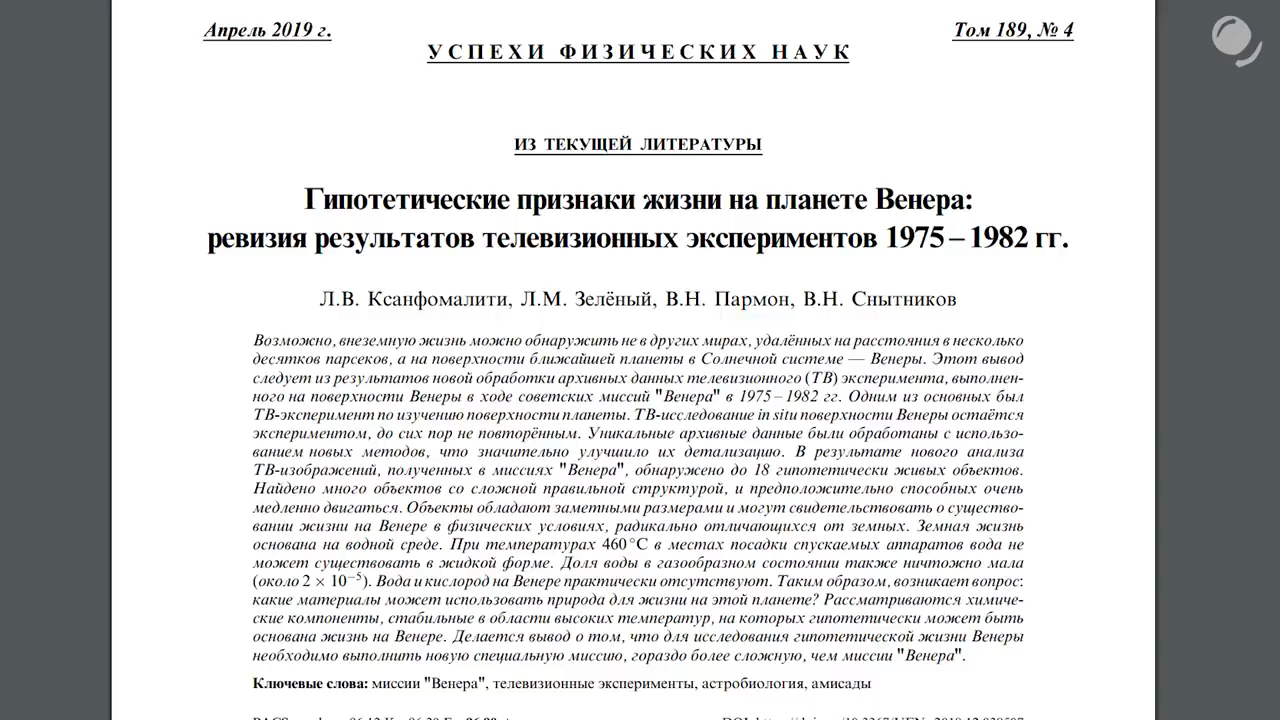 Апрель 2019 г.
Том 189, № 4
УСПЕХИ ФИЗИЧЕСКИХ НАУК
ИЗ ТЕКУЩЕЙ ЛИТЕРАТУРЫ
Гипотетические признаки жизни на планете Венера:
ревизия результатов телевизионных экспериментов 1975–1982 гг.
Л.В. Ксанфомалити, Л.М. Зелёный, В.Н. Пармон, В.Н. Снытников
Возможно, внеземную жизнь можно обнаружить не в других мирах, удалённых на расстояния в несколько
десятков парсеков, а на поверхности ближайшей планеты в Солнечной системе — Венеры. Этот вывод
следует из результатов новой обработки архивных данных телевизионного (ТВ) эксперимента, выполнен-
ного на поверхности Венеры в ходе советских миссий "Венера" в 1975–1982 гг. Одним из основных был
ТВ-эксперимент по изучению поверхности планеты. ТВ-исследование in situ поверхности Венеры остаётся
экспериментом, до сих пор не повторённым. Уникальные архивные данные были обработаны с использо-
ванием новых методов, что значительно улучшило их детализацию. В результате нового анализа
ТВ-изображений, полученных в миссиях "Венера", обнаружено до 18 гипотетически живых объектов.
Найдено много объектов со сложной правильной структурой, и предположительно способных очень
медленно двигаться. Объекты обладают заметными размерами и могут свидетельствовать о существо-
вании жизни на Венере в физических условиях, радикально отличающихся от земных. Земная жизнь
основана на водной среде. При температурах 460 °C в местах посадки спускаемых аппаратов вода не
может существовать в жидкой форме. Доля воды в газообразном состоянии также ничтожно мала
(около 2 × 10⁻⁵). Вода и кислород на Венере практически отсутствуют. Таким образом, возникает вопрос:
какие материалы может использовать природа для жизни на этой планете? Рассматриваются химиче-
ские компоненты, стабильные в области высоких температур, на которых гипотетически может быть
основана жизнь на Венере. Делается вывод о том, что для исследования гипотетической жизни Венеры
необходимо выполнить новую специальную миссию, гораздо более сложную, чем миссии "Венера".
Ключевые слова: миссии "Венера", телевизионные эксперименты, астробиология, амисады